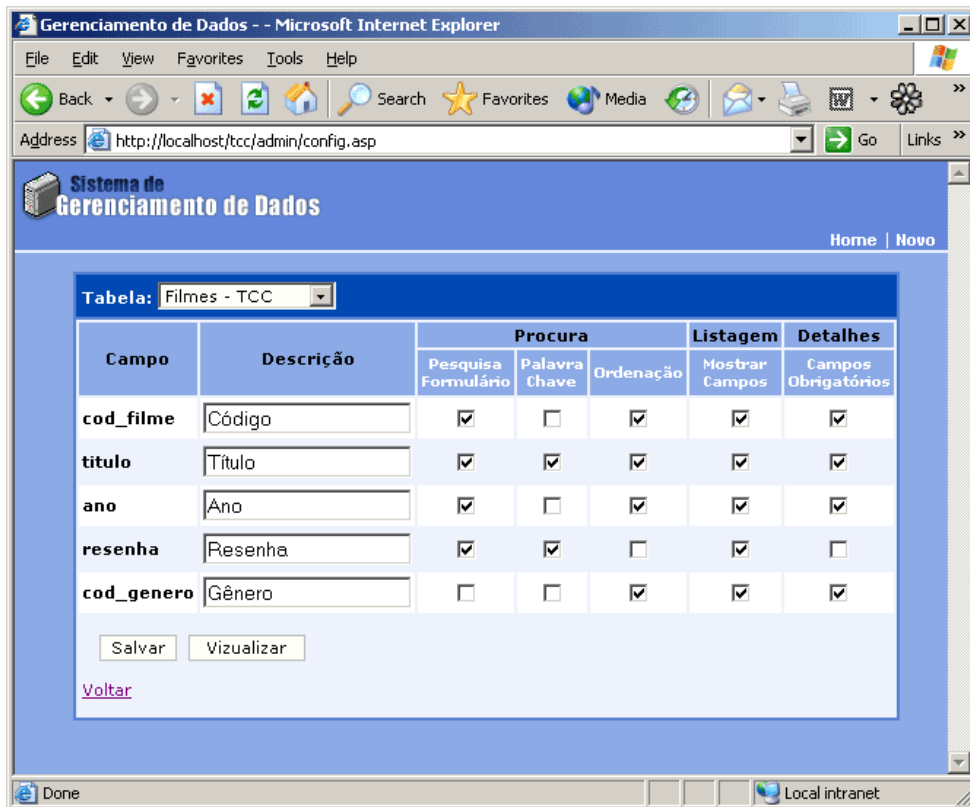 Gerenciamento de Dados - - Microsoft Internet Explorer
File Edit View Favorites Tools Help
Back Search Favorites Media
Address http://localhost/tcc/admin/config.asp Go Links
Sistema de
Gerenciamento de Dados
Home | Novo
Tabela: Filmes - TCC
Campo Descrição Procura Listagem Detalhes
Pesquisa Formulário Palavra Chave Ordenação Mostrar Campos Campos Obrigatórios
cod_filme Código
titulo Título
ano Ano
resenha Resenha
cod_genero Gênero
Salvar Vizualizar
Voltar
Done Local intranet